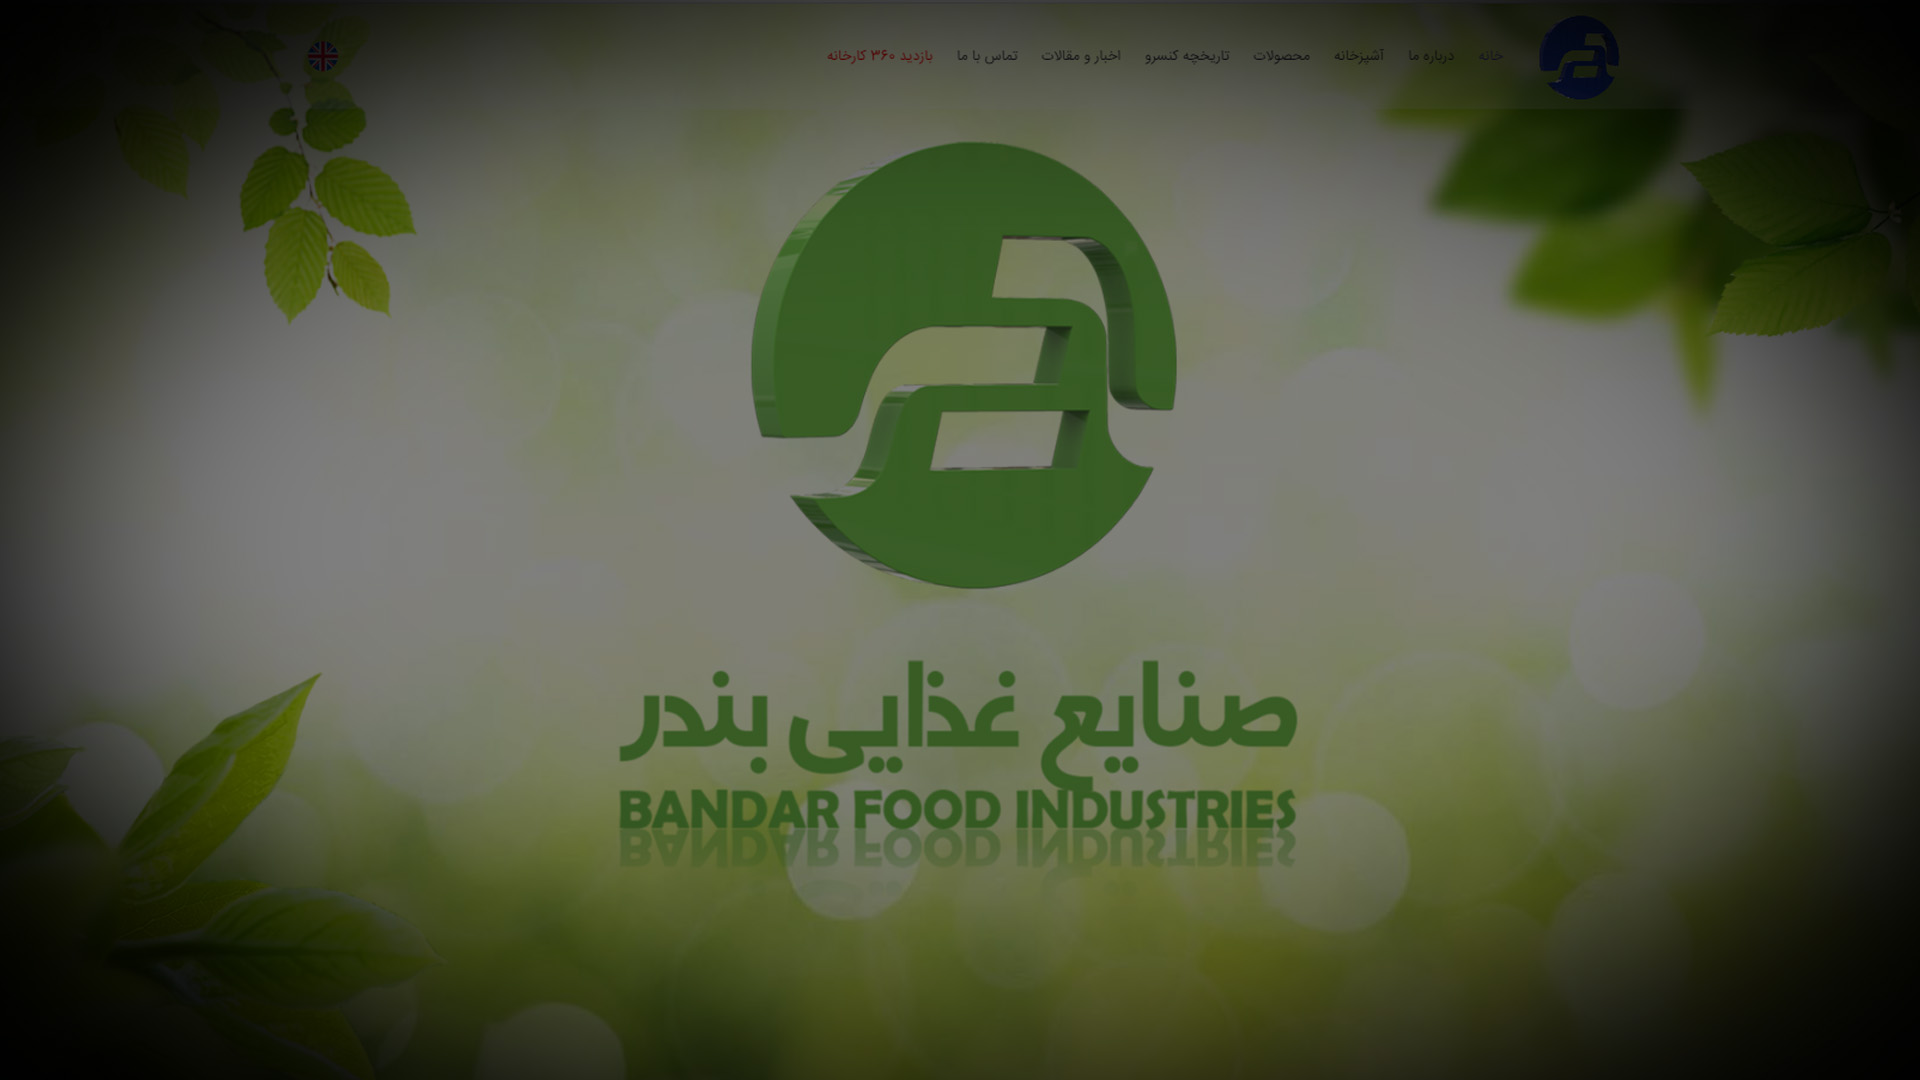 خانه درباره ما آشپزخانه محصولات تاریخچه کنسرو اخبار و مقالات تماس با ما بازدید ۳۶۰ کارخانه
صنایع غذایی بندر
BANDAR FOOD INDUSTRIES